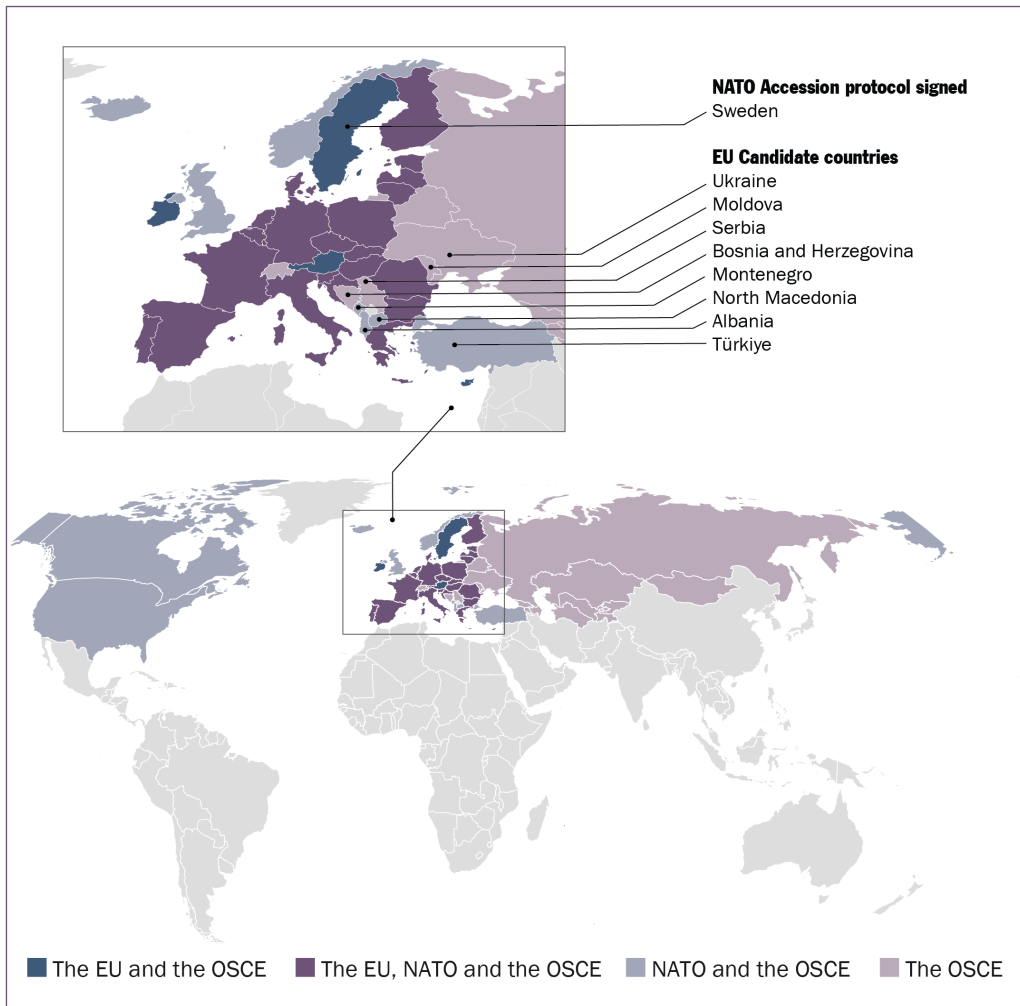 NATO Accession protocol signed
Sweden
EU Candidate countries
Ukraine
Moldova
Serbia
Bosnia and Herzegovina
Montenegro
North Macedonia
Albania
Türkiye
The EU and the OSCE
The EU, NATO and the OSCE
NATO and the OSCE
The OSCE